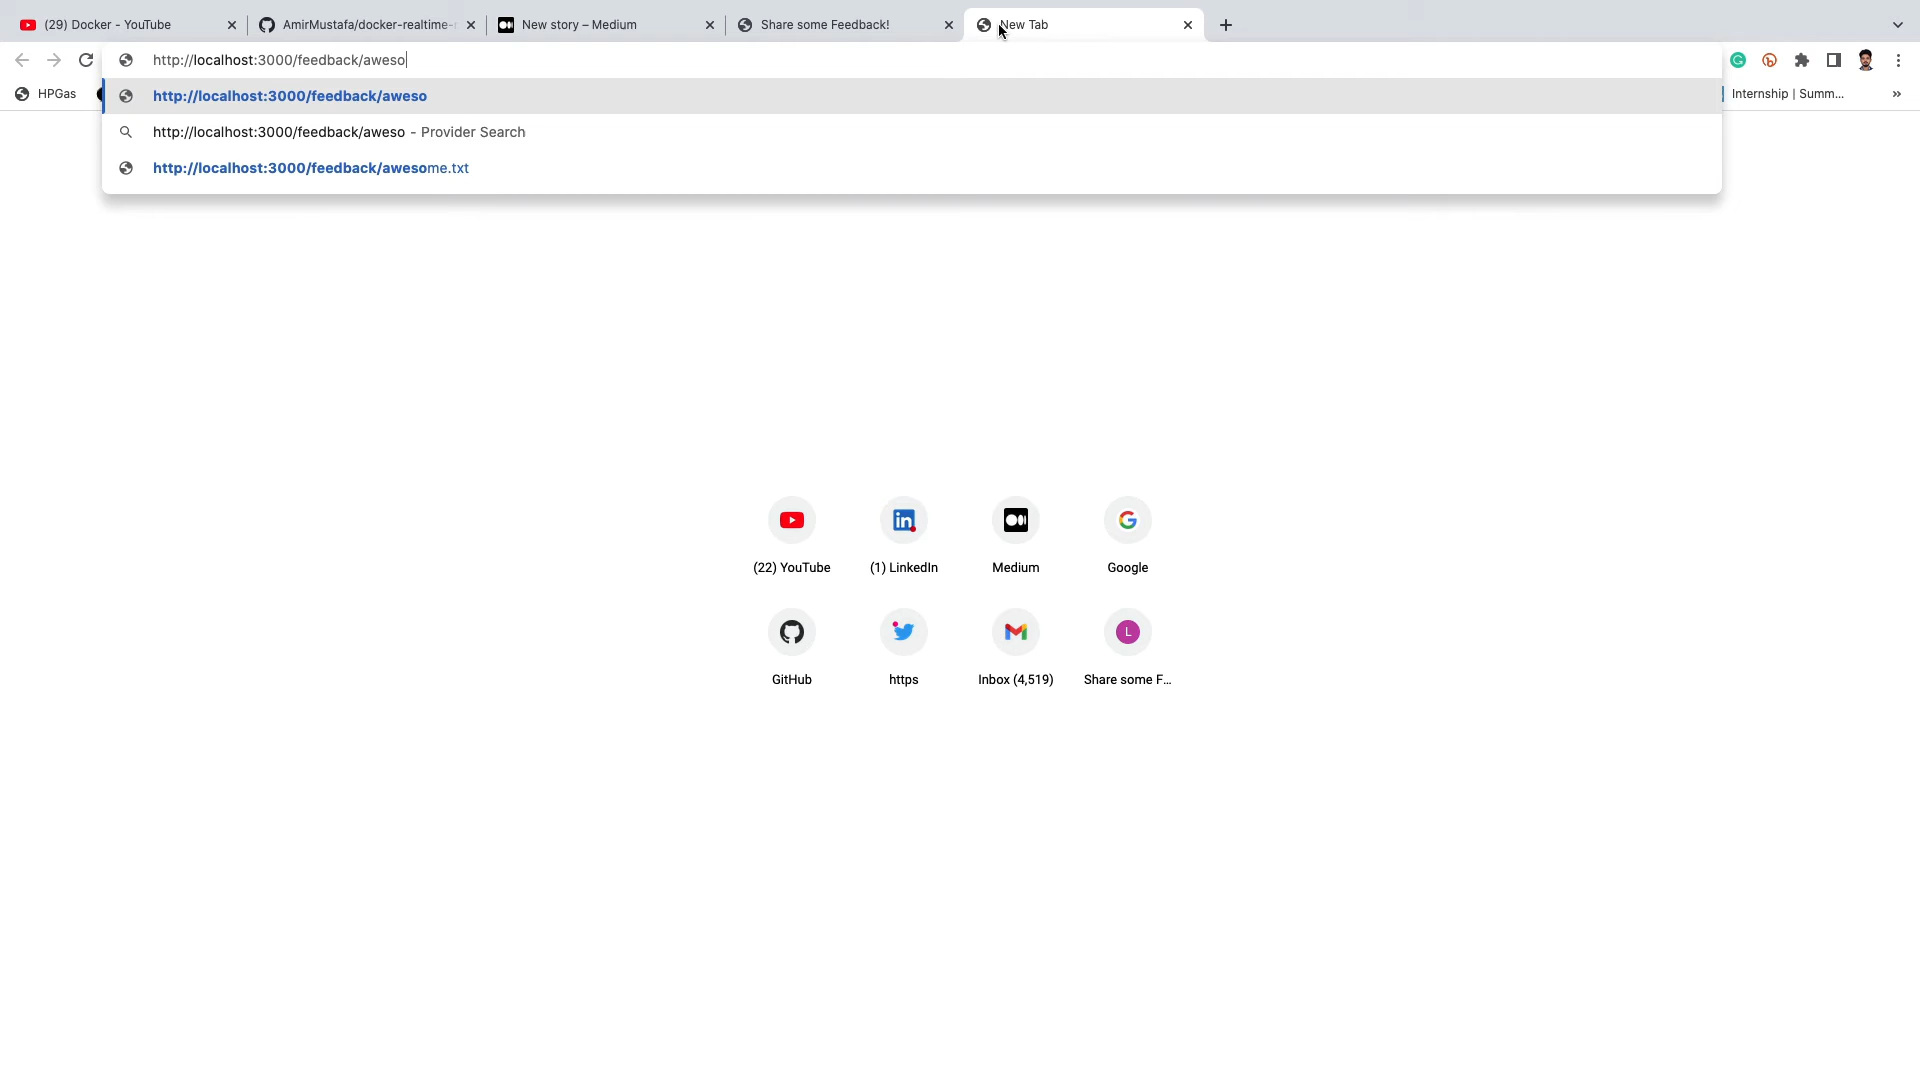 (29) Docker - YouTube
AmirMustafa/docker-realtime-
New story – Medium
Share some Feedback!
New Tab
http://localhost:3000/feedback/aweso
HPGas
Internship | Summ...
»
http://localhost:3000/feedback/aweso
http://localhost:3000/feedback/aweso - Provider Search
http://localhost:3000/feedback/awesome.txt
(22) YouTube
(1) LinkedIn
Medium
Google
GitHub
https
Inbox (4,519)
L
Share some F...